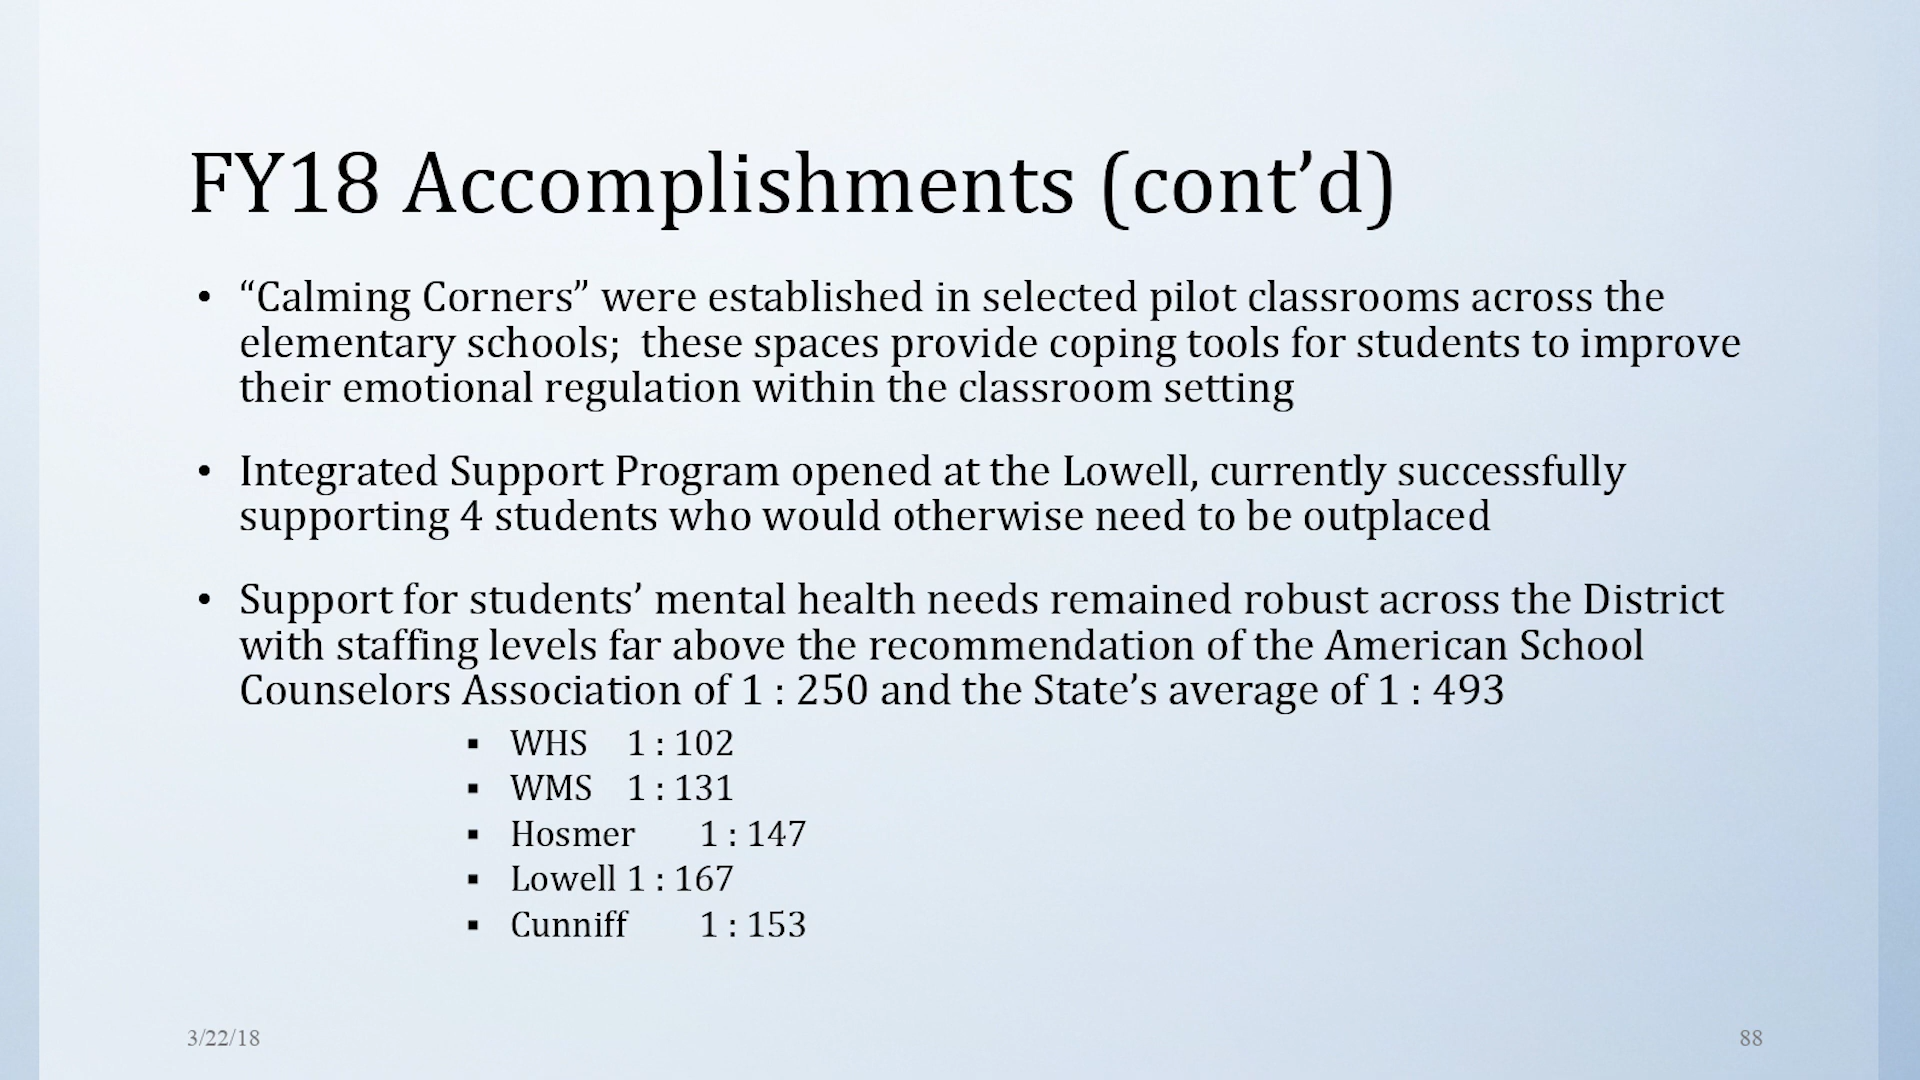 FY18 Accomplishments (cont’d)
• “Calming Corners” were established in selected pilot classrooms across the
elementary schools;  these spaces provide coping tools for students to improve
their emotional regulation within the classroom setting
• Integrated Support Program opened at the Lowell, currently successfully
supporting 4 students who would otherwise need to be outplaced
• Support for students’ mental health needs remained robust across the District
with staffing levels far above the recommendation of the American School
Counselors Association of 1 : 250 and the State’s average of 1 : 493
▪ WHS 1 : 102
▪ WMS 1 : 131
▪ Hosmer 1 : 147
▪ Lowell 1 : 167
▪ Cunniff 1 : 153
3/22/18 88